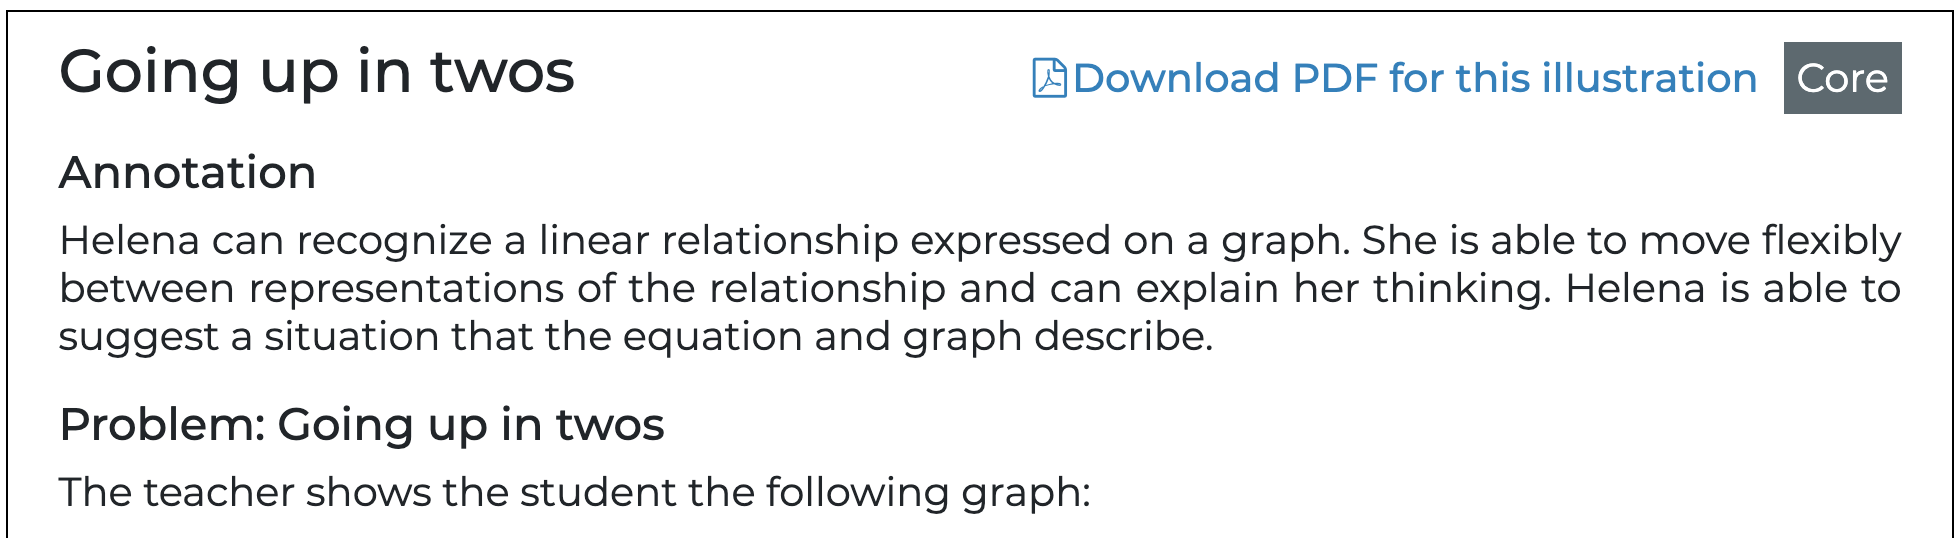 Going up in twos
Download PDF for this illustration
Core
Annotation
Helena can recognize a linear relationship expressed on a graph. She is able to move flexibly
between representations of the relationship and can explain her thinking. Helena is able to
suggest a situation that the equation and graph describe.
Problem: Going up in twos
The teacher shows the student the following graph: